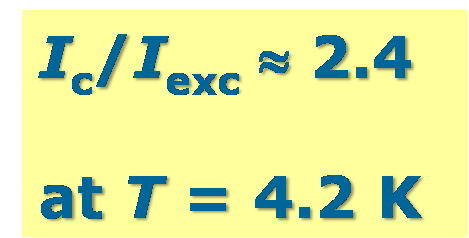 Ic/Iexc ≈ 2.4
at T = 4.2 K